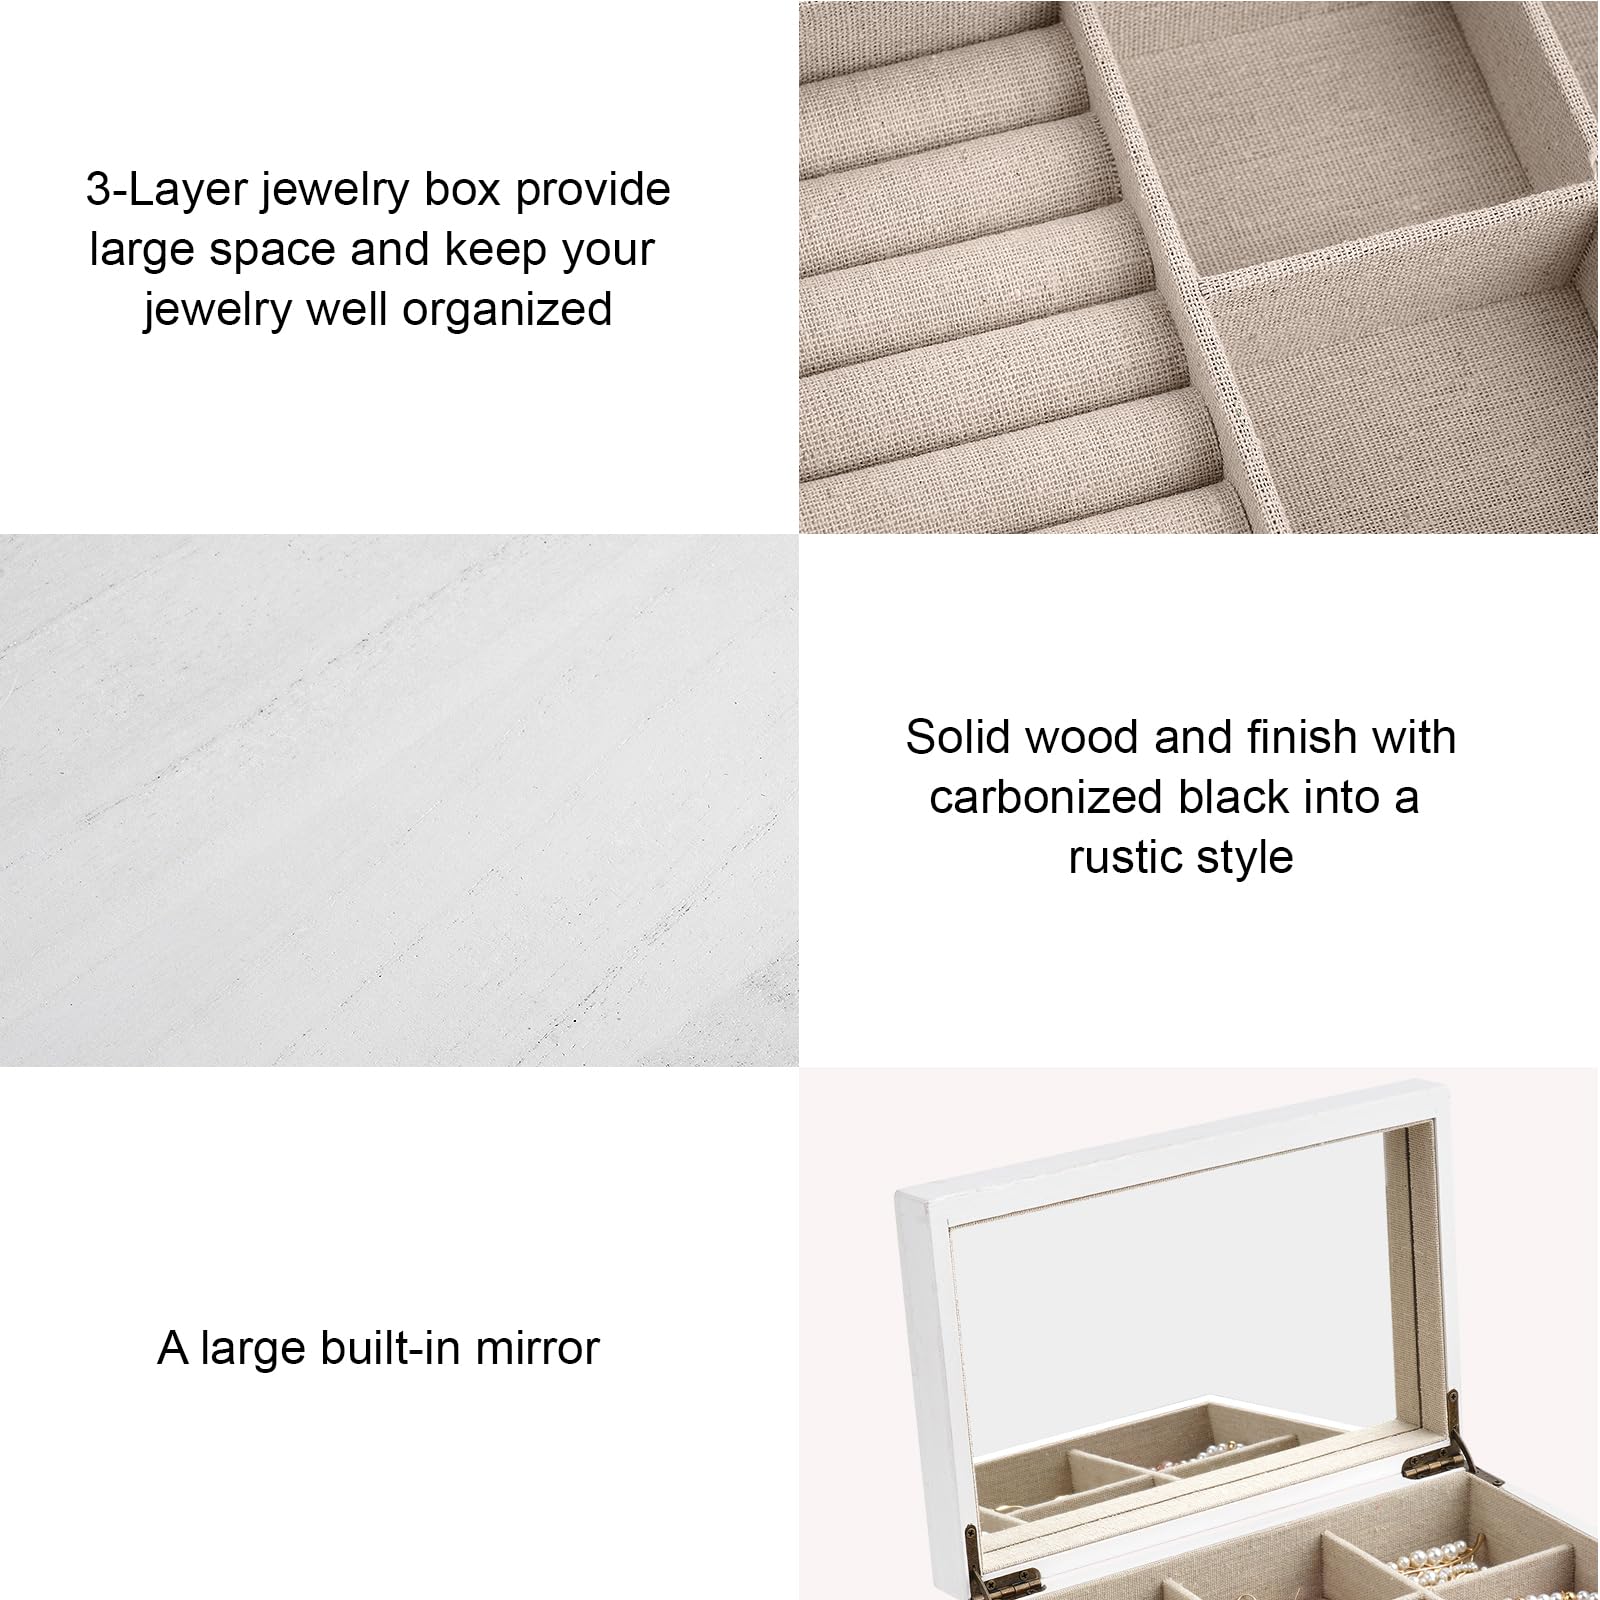 3-Layer jewelry box provide
large space and keep your
jewelry well organized
Solid wood and finish with
carbonized black into a
rustic style
A large built-in mirror